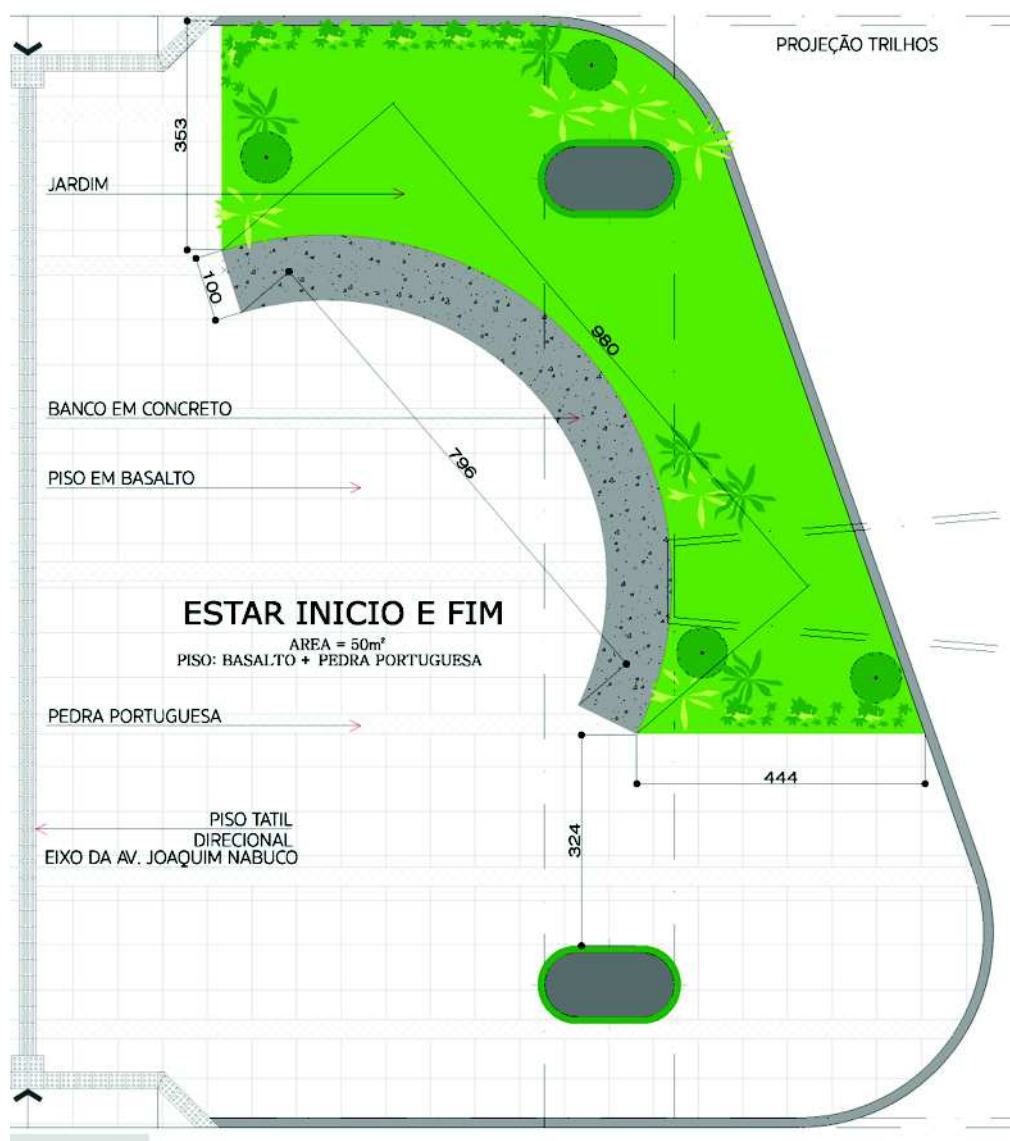 PROJEÇÃO TRILHOS
353
JARDIM
100
980
BANCO EM CONCRETO
796
PISO EM BASALTO
ESTAR INICIO E FIM
AREA = 50m²
PISO: BASALTO + PEDRA PORTUGUESA
PEDRA PORTUGUESA
444
324
PISO TATIL
DIRECIONAL
EIXO DA AV. JOAQUIM NABUCO